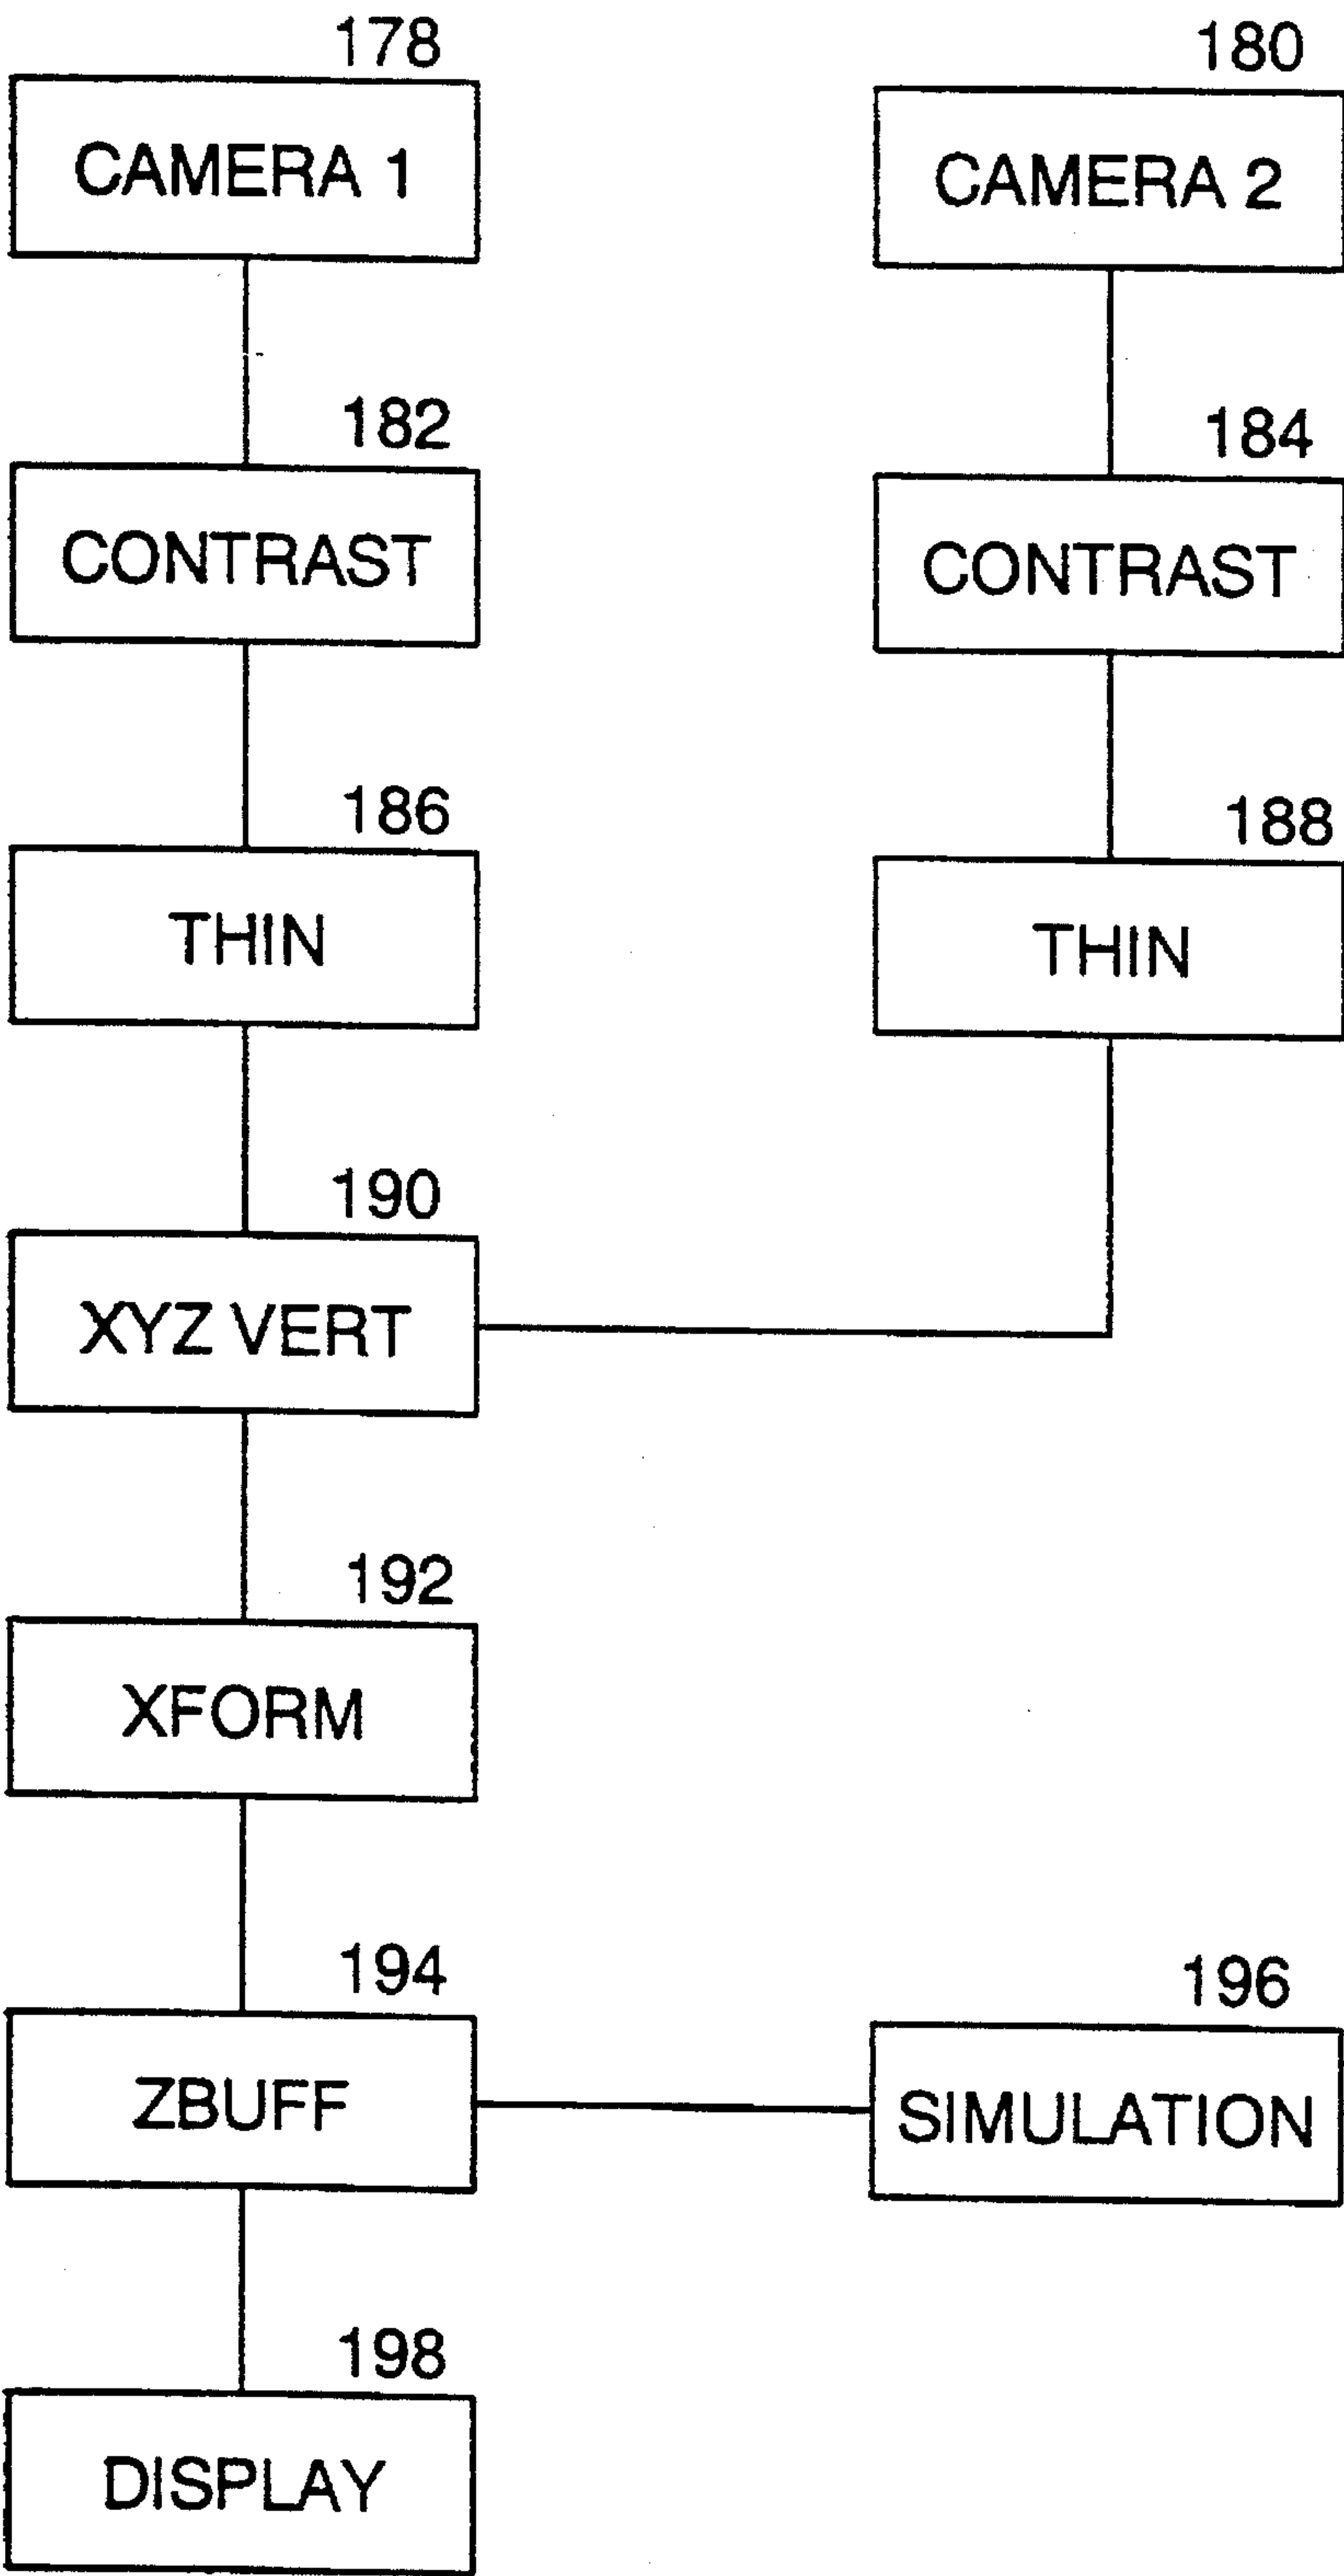 178
CAMERA 1
180
CAMERA 2
182
CONTRAST
184
CONTRAST
186
THIN
188
THIN
190
XYZ VERT
192
XFORM
194
ZBUFF
196
SIMULATION
198
DISPLAY